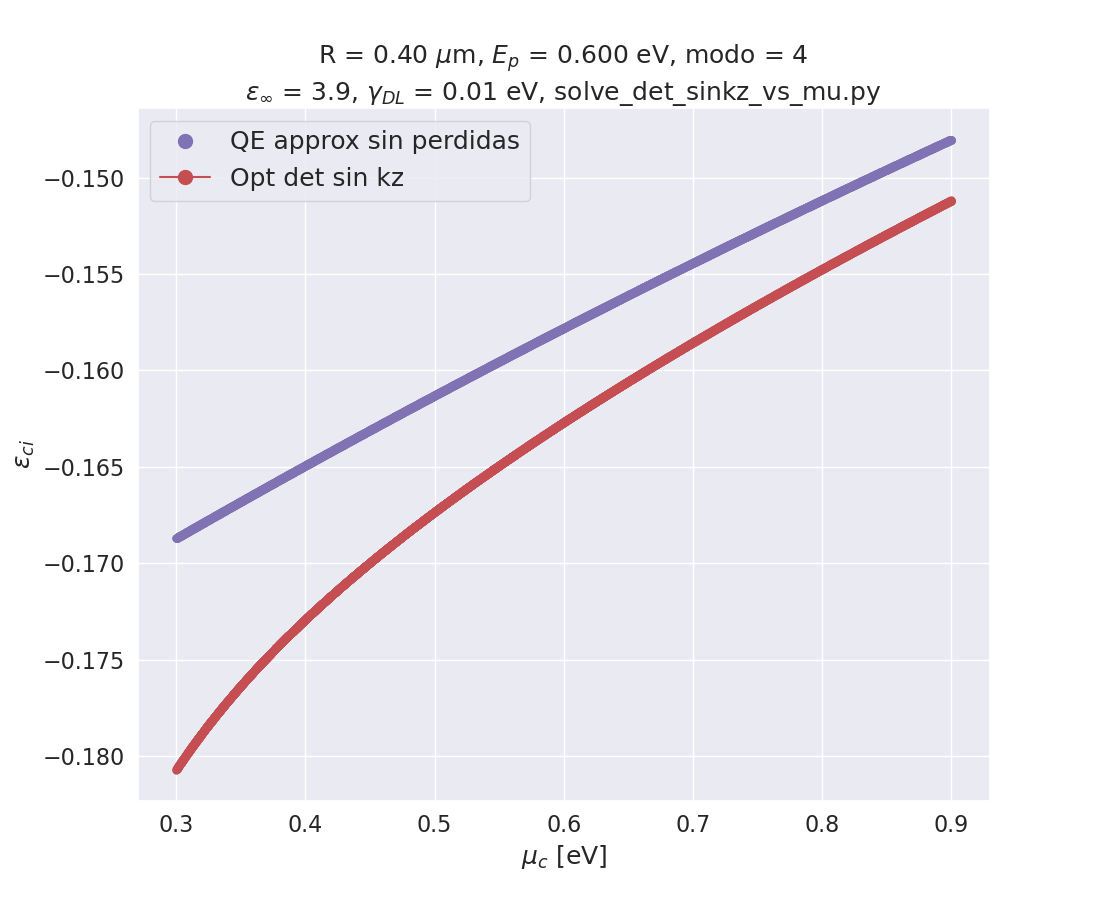 R = 0.40 μm, E_p = 0.600 eV, modo = 4
ε_∞ = 3.9, γ_DL = 0.01 eV, solve_det_sinkz_vs_mu.py
QE approx sin perdidas
Opt det sin kz
−0.150
−0.155
−0.160
−0.165
−0.170
−0.175
−0.180
ε_ci
0.3 0.4 0.5 0.6 0.7 0.8 0.9
μ_c [eV]